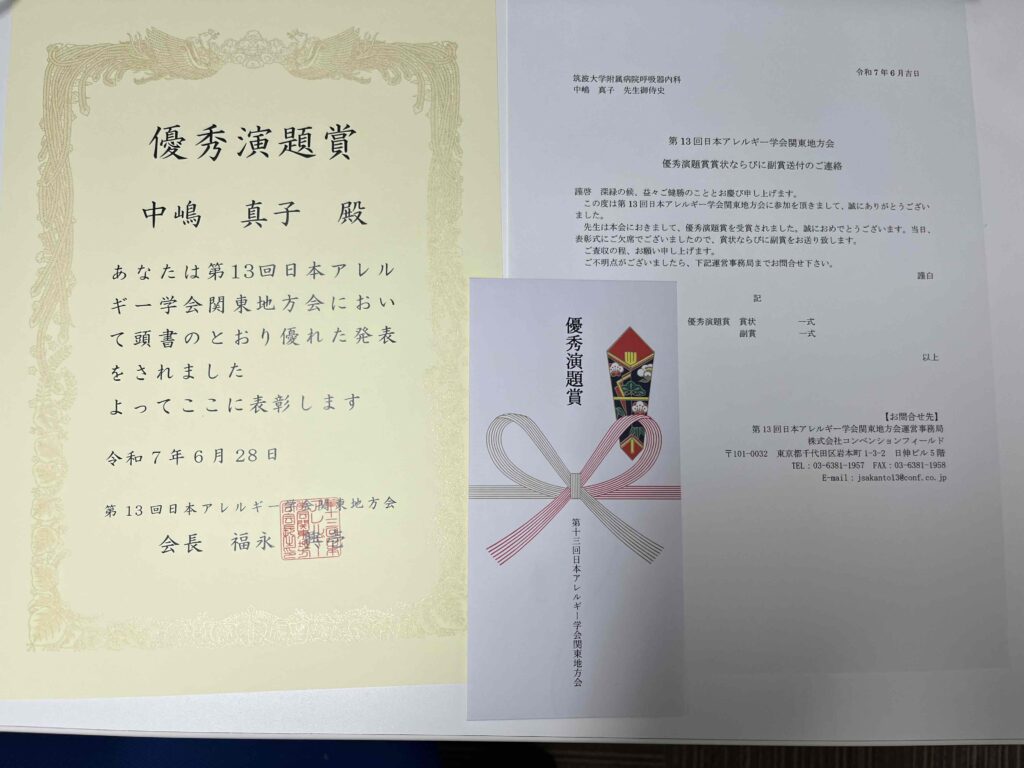 優秀演題賞
中嶋 真子 殿
あなたは第13回日本アレル
ギー学会関東地方会におい
て頭書のとおり優れた発表
をされました
よってここに表彰します
令和7年6月28日
第13回日本アレルギー学会関東地方会
会長 福永 興壱
優秀演題賞
第十三回日本アレルギー学会関東地方会
令和7年6月吉日
筑波大学附属病院呼吸器内科
中嶋 真子 先生御侍史
第13回日本アレルギー学会関東地方会
優秀演題賞賞状ならびに副賞送付のご連絡
謹啓 深緑の候、益々ご健勝のこととお慶び申し上げます。
この度は第13回日本アレルギー学会関東地方会に参加を頂きまして、誠にありがとうござい
ました。
先生は本会におきまして、優秀演題賞を受賞されました。誠におめでとうございます。当日、
表彰式にご欠席でございましたので、賞状ならびに副賞をお送り致します。
ご査収の程、お願い申し上げます。
ご不明点がございましたら、下記運営事務局までお問合せ下さい。
謹白
記
優秀演題賞 賞状 一式
副賞 一式
以上
【お問合せ先】
第13回日本アレルギー学会関東地方会運営事務局
株式会社コンベンションフィールド
〒101-0032 東京都千代田区岩本町1-3-2 日伸ビル5階
TEL：03-6381-1957 FAX：03-6381-1958
E-mail：jsakanto13@conf.co.jp